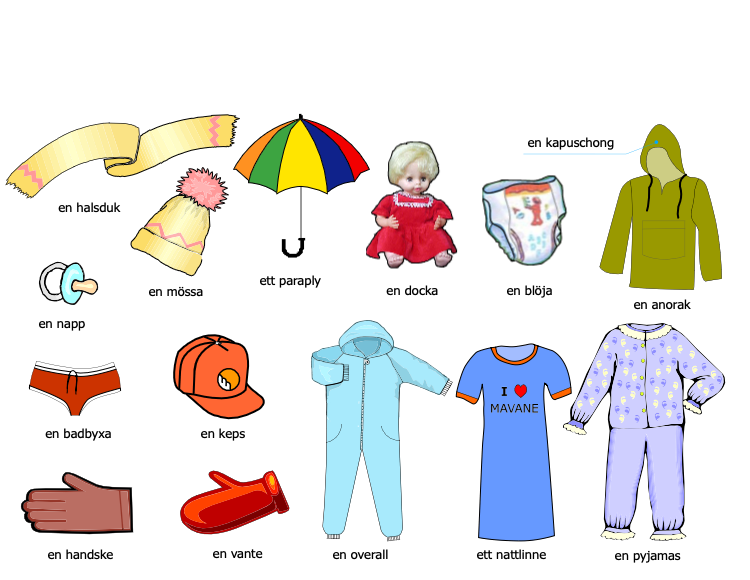 en kapuschong
en halsduk
ett paraply
en docka
en blöja
en mössa
en anorak
en napp
I
MAVANE
en badbyxa
en keps
en handske
en vante
en overall
ett nattlinne
en pyjamas